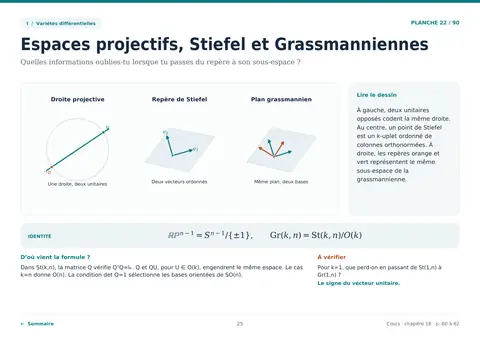 I / Variétés différentielles
PLANCHE 22 / 90
Espaces projectifs, Stiefel et Grassmanniennes
Quelles informations oublies-tu lorsque tu passes du repère à son sous-espace ?
Droite projective
Repère de Stiefel
Plan grassmannien
Une droite, deux unitaires
Deux vecteurs ordonnés
Même plan, deux bases
Lire le dessin
À gauche, deux unitaires
opposés codent la même droite.
Au centre, un point de Stiefel
est un k-uplet ordonné de
colonnes orthonormées. À
droite, les repères orange et
vert représentent le même
sous-espace de la
grassmannienne.
IDENTITÉ
ℝPⁿ⁻¹ = Sⁿ⁻¹/{±1}, Gr(k, n) = St(k, n)/O(k)
D'où vient la formule ?
Dans St(k,n), la matrice Q vérifie QᵀQ=Iₖ. Q et QU, pour U ∈ O(k), engendrent le même espace. Le cas
k=n donne O(n). La condition det Q=1 sélectionne les bases orientées de SO(n).
À vérifier
Pour k=1, que perd-on en passant de St(1,n) à
Gr(1,n) ?
Le signe du vecteur unitaire.
← Sommaire
25
Cours · chapitre 18 · p. 60 à 62